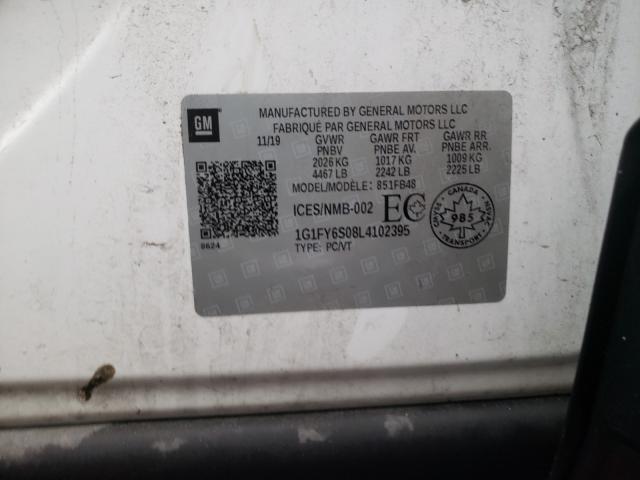 GM
MANUFACTURED BY GENERAL MOTORS LLC
FABRIQUÉ PAR GENERAL MOTORS LLC
11/19 GVWR GAWR FRT GAWR RR
PNBV PNBE AV. PNBE ARR.
2026 KG 1017 KG 1009 KG
4467 LB 2242 LB 2225 LB
MODEL/MODÈLE: 851FB48
ICES/NMB-002 EC
CANADA
985
TRANSPORT
1G1FY6S08L4102395
TYPE: PC/VT
8624